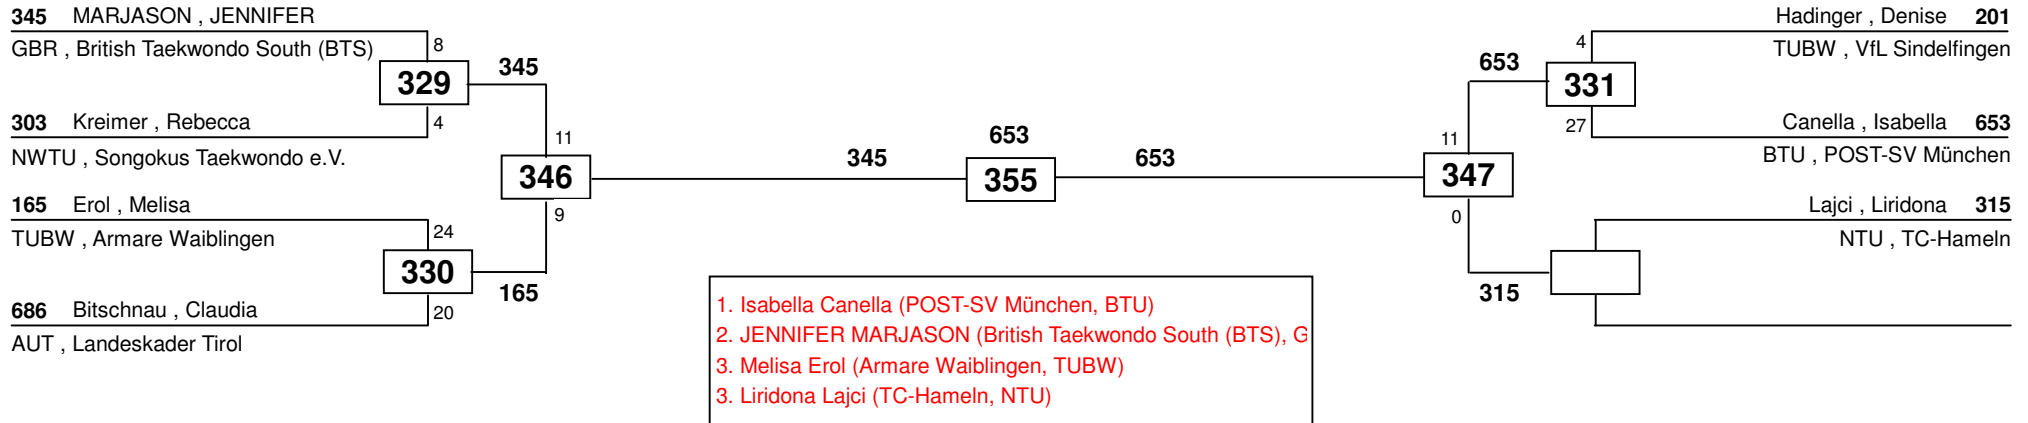 345 MARJASON , JENNIFER
GBR , British Taekwondo South (BTS)
8
329
345
4
303 Kreimer , Rebecca
NWTU , Songokus Taekwondo e.V.
11
346
9
165 Erol , Melisa
TUBW , Armare Waiblingen
24
330
165
20
686 Bitschnau , Claudia
AUT , Landeskader Tirol
345
653
355
653
Hadinger , Denise 201
TUBW , VfL Sindelfingen
4
653
331
27
Canella , Isabella 653
BTU , POST-SV München
11
347
0
Lajci , Liridona 315
NTU , TC-Hameln
315
1. Isabella Canella (POST-SV München, BTU)
2. JENNIFER MARJASON (British Taekwondo South (BTS), G
3. Melisa Erol (Armare Waiblingen, TUBW)
3. Liridona Lajci (TC-Hameln, NTU)